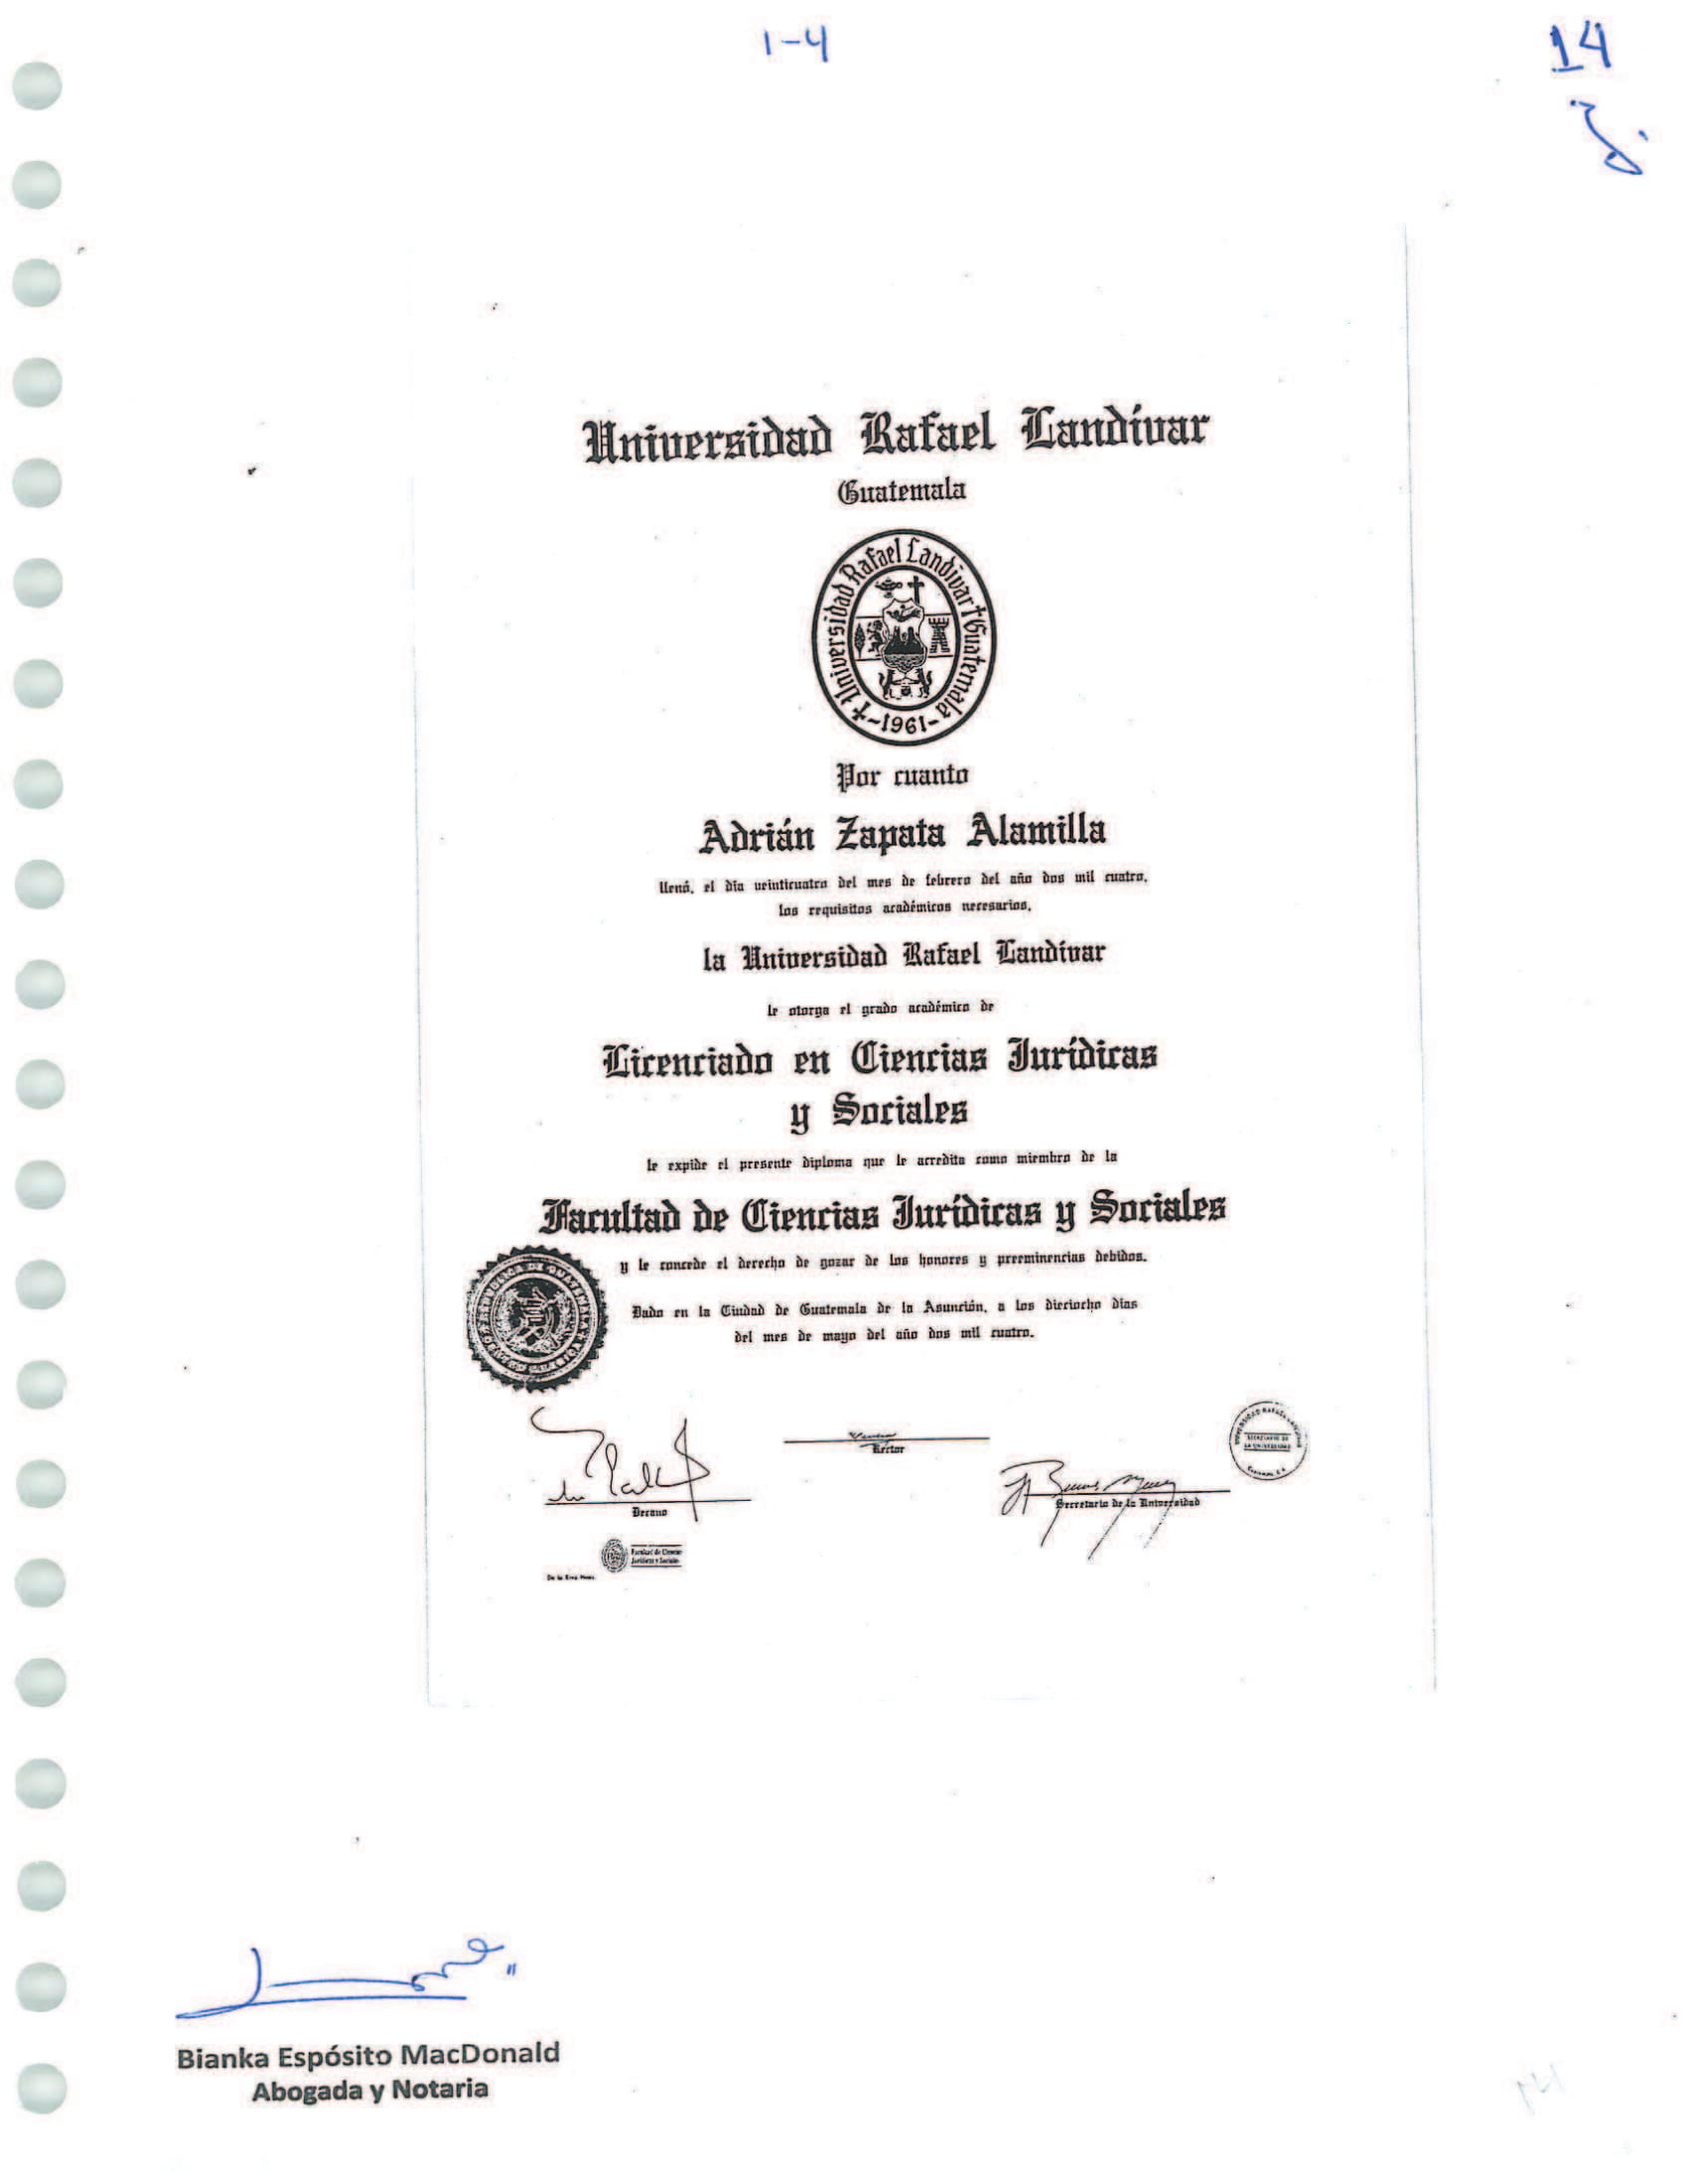 1-4
14
Universidad Rafael Landívar
Guatemala
Universidad Rafael Landívar † Guatemala
-1961-
Por cuanto
Adrián Zapata Alamilla
llenó, el día veinticuatro del mes de febrero del año dos mil cuatro,
los requisitos académicos necesarios,
la Universidad Rafael Landívar
le otorga el grado académico de
Licenciado en Ciencias Jurídicas
y Sociales
le expide el presente diploma que le acredita como miembro de la
Facultad de Ciencias Jurídicas y Sociales
y le concede el derecho de gozar de los honores y preeminencias debidos.
Dado en la Ciudad de Guatemala de la Asunción, a los dieciocho días
del mes de mayo del año dos mil cuatro.
Rector
Decano
Secretario de la Universidad
Facultad de Ciencias
Jurídicas y Sociales
Bianka Espósito MacDonald
Abogada y Notaria
14